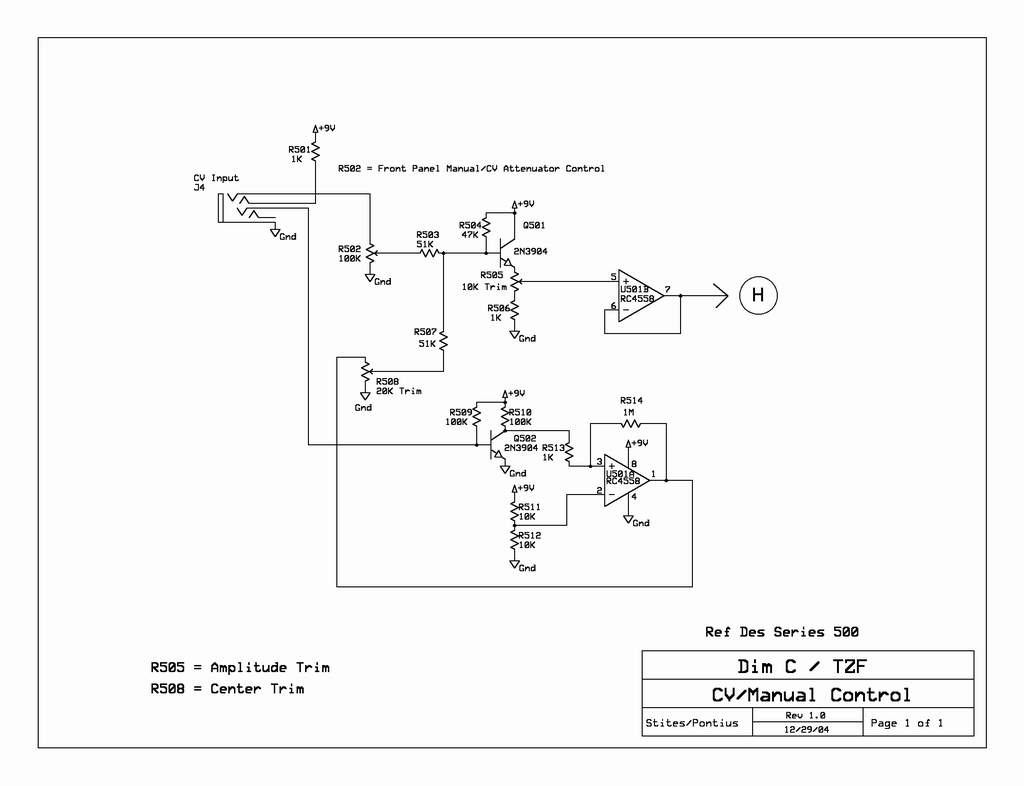 +9V
R501
1K
R502 = Front Panel Manual/CV Attenuator Control
CV Input
J4
Gnd
+9V
R504
47K
Q501
2N3904
R503
51K
R502
100K
Gnd
R505
10K Trim
R506
1K
Gnd
5
6
7
+
-
U501B
RC4558
H
R507
51K
R508
20K Trim
Gnd
+9V
R509
100K
R510
100K
Q502
2N3904
Gnd
R513
1K
R514
1M
+9V
8
3
2
1
4
+
-
U501A
RC4558
Gnd
+9V
R511
10K
R512
10K
Gnd
R505 = Amplitude Trim
R508 = Center Trim
Ref Des Series 500
Dim C / TZF
CV/Manual Control
Stites/Pontius
Rev 1.0
12/29/04
Page 1 of 1